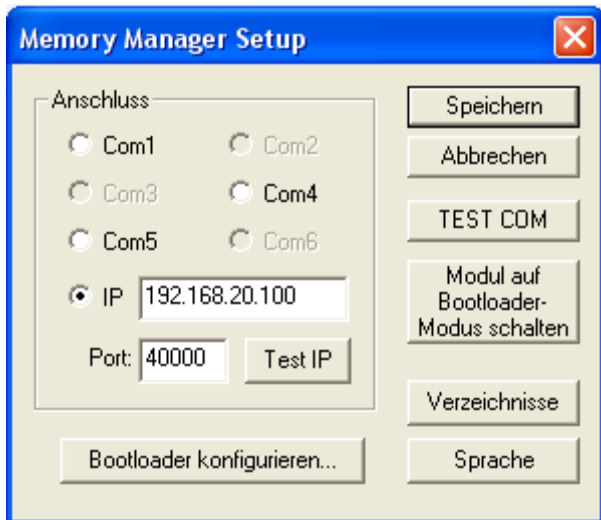 Memory Manager Setup
Anschluss
Com1
Com2
Com3
Com4
Com5
Com6
IP 192.168.20.100
Port: 40000
Test IP
Bootloader konfigurieren...
Speichern
Abbrechen
TEST COM
Modul auf
Bootloader-
Modus schalten
Verzeichnisse
Sprache